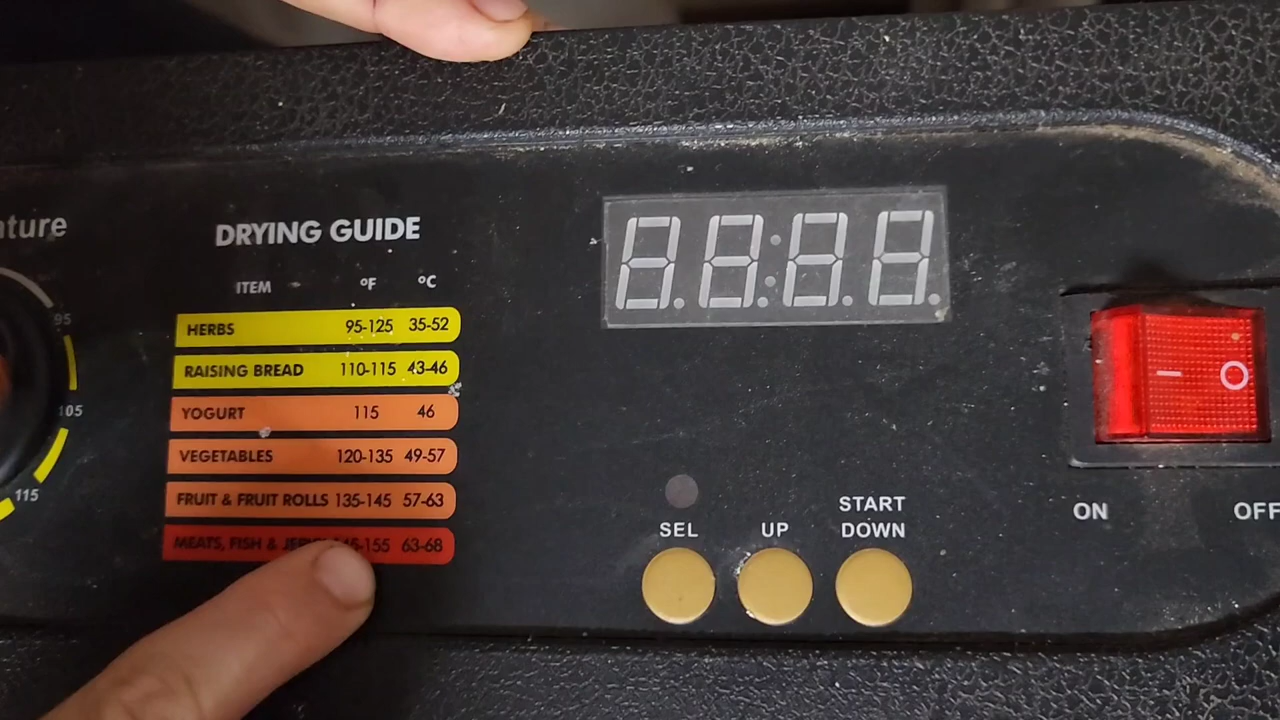 DRYING GUIDE
ITEM °F °C
HERBS 95-125 35-52
RAISING BREAD 110-115 43-46
YOGURT 115 46
VEGETABLES 120-135 49-57
FRUIT & FRUIT ROLLS 135-145 57-63
MEATS, FISH & 63-68
95
105
115
SEL
UP
START
DOWN
ON
OFF